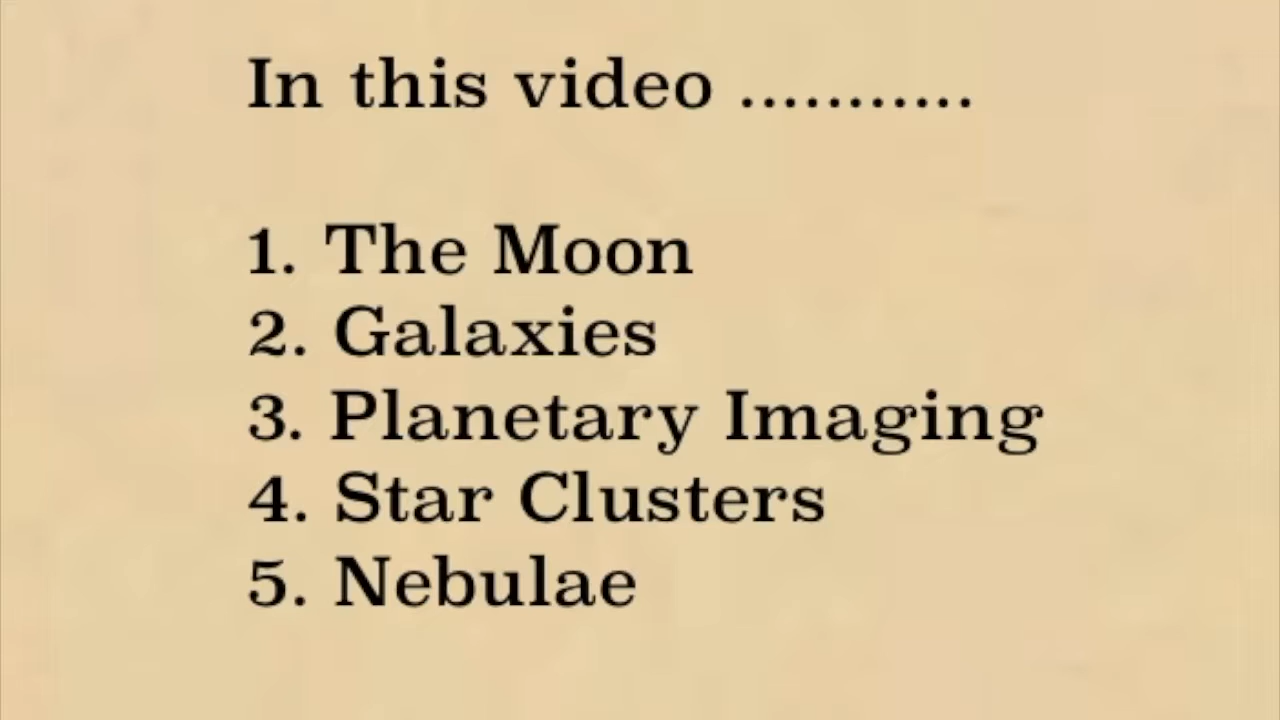 In this video ...........
1. The Moon
2. Galaxies
3. Planetary Imaging
4. Star Clusters
5. Nebulae